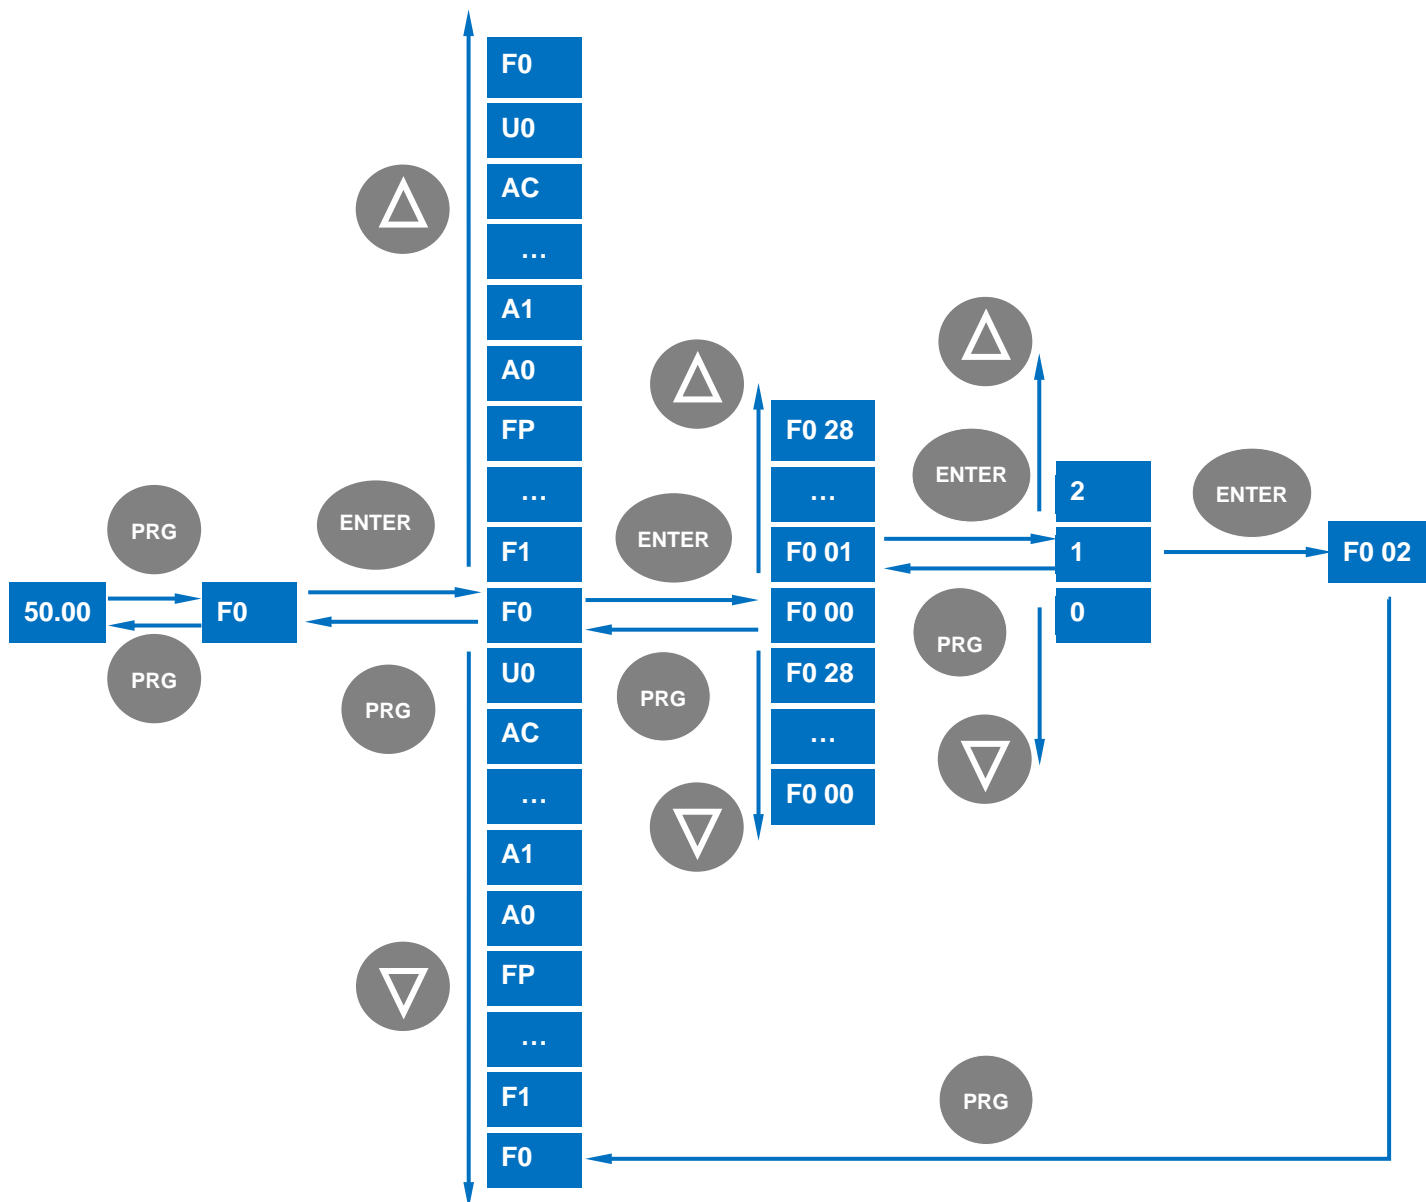 50.00
PRG
PRG
F0
ENTER
PRG
F0
U0
AC
...
A1
A0
FP
...
F1
F0
U0
AC
...
A1
A0
FP
...
F1
F0
ENTER
PRG
F0 28
...
F0 01
F0 00
F0 28
...
F0 00
ENTER
PRG
2
1
0
ENTER
F0 02
PRG